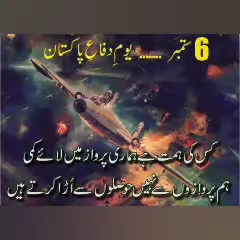 6 ستمبر ...... یومِ دفاعِ پاکستان
کس کی ہمت ہے ہماری پرواز میں لائے کمی
ہم پروازوں سے نہیں حوصلوں سے اُڑا کرتے ہیں